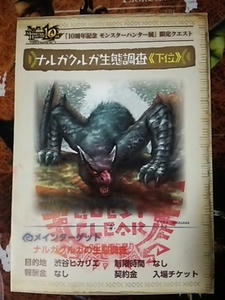 「10周年記念 モンスターハンター展」限定クエスト
ナルガクルガ生態調査《下位》
QUEST
CLEAR
メインターゲット
ナルガクルガの生態調査
目的地 渋谷ヒカリエ 制限時間 なし
報酬金 なし 契約金 入場チケット